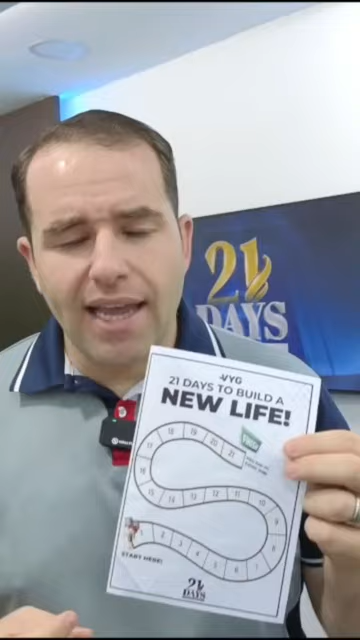 21
DAYS
VYG
21 DAYS TO BUILD A
NEW LIFE!
17 18 19 20 21
16
15 14 13 12 11 10
9
8
1 2 3 4 5 6 7
START HERE!
21
DAYS